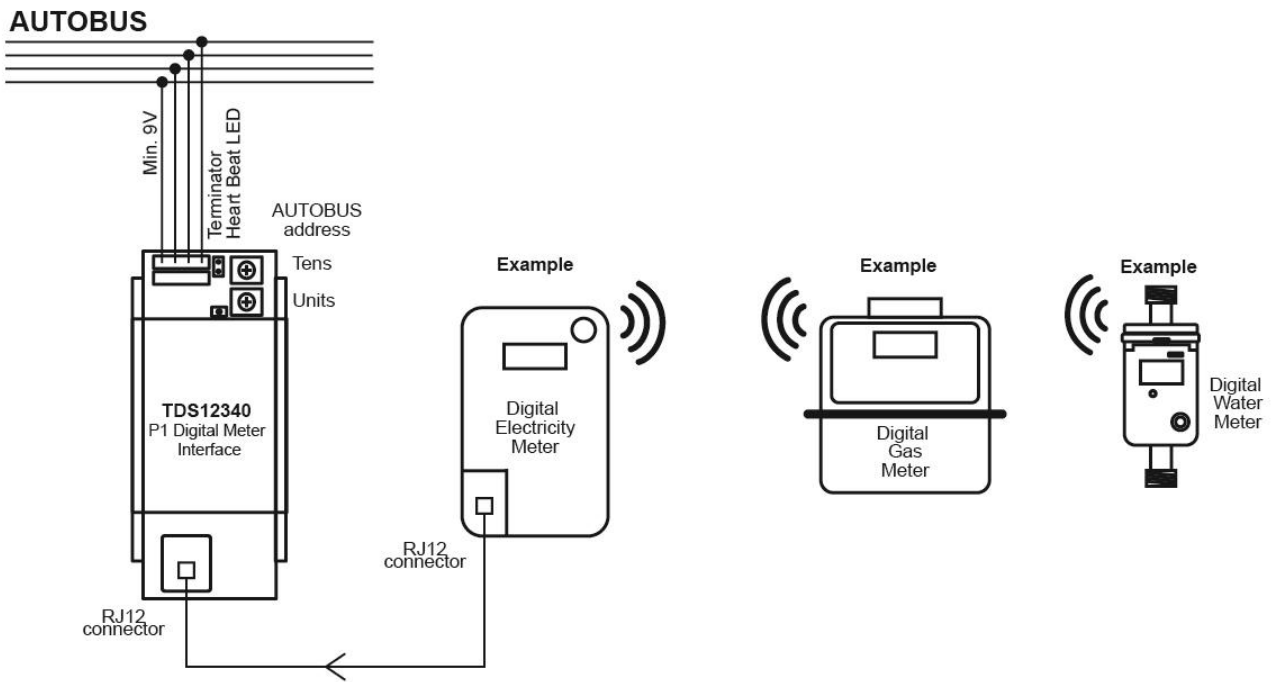 AUTOBUS
Min. 9V
Terminator
Heart Beat LED
AUTOBUS
address
Tens
Units
TDS12340
P1 Digital Meter
Interface
RJ12
connector
Example
Digital
Electricity
Meter
RJ12
connector
Example
Digital
Gas
Meter
Example
Digital
Water
Meter